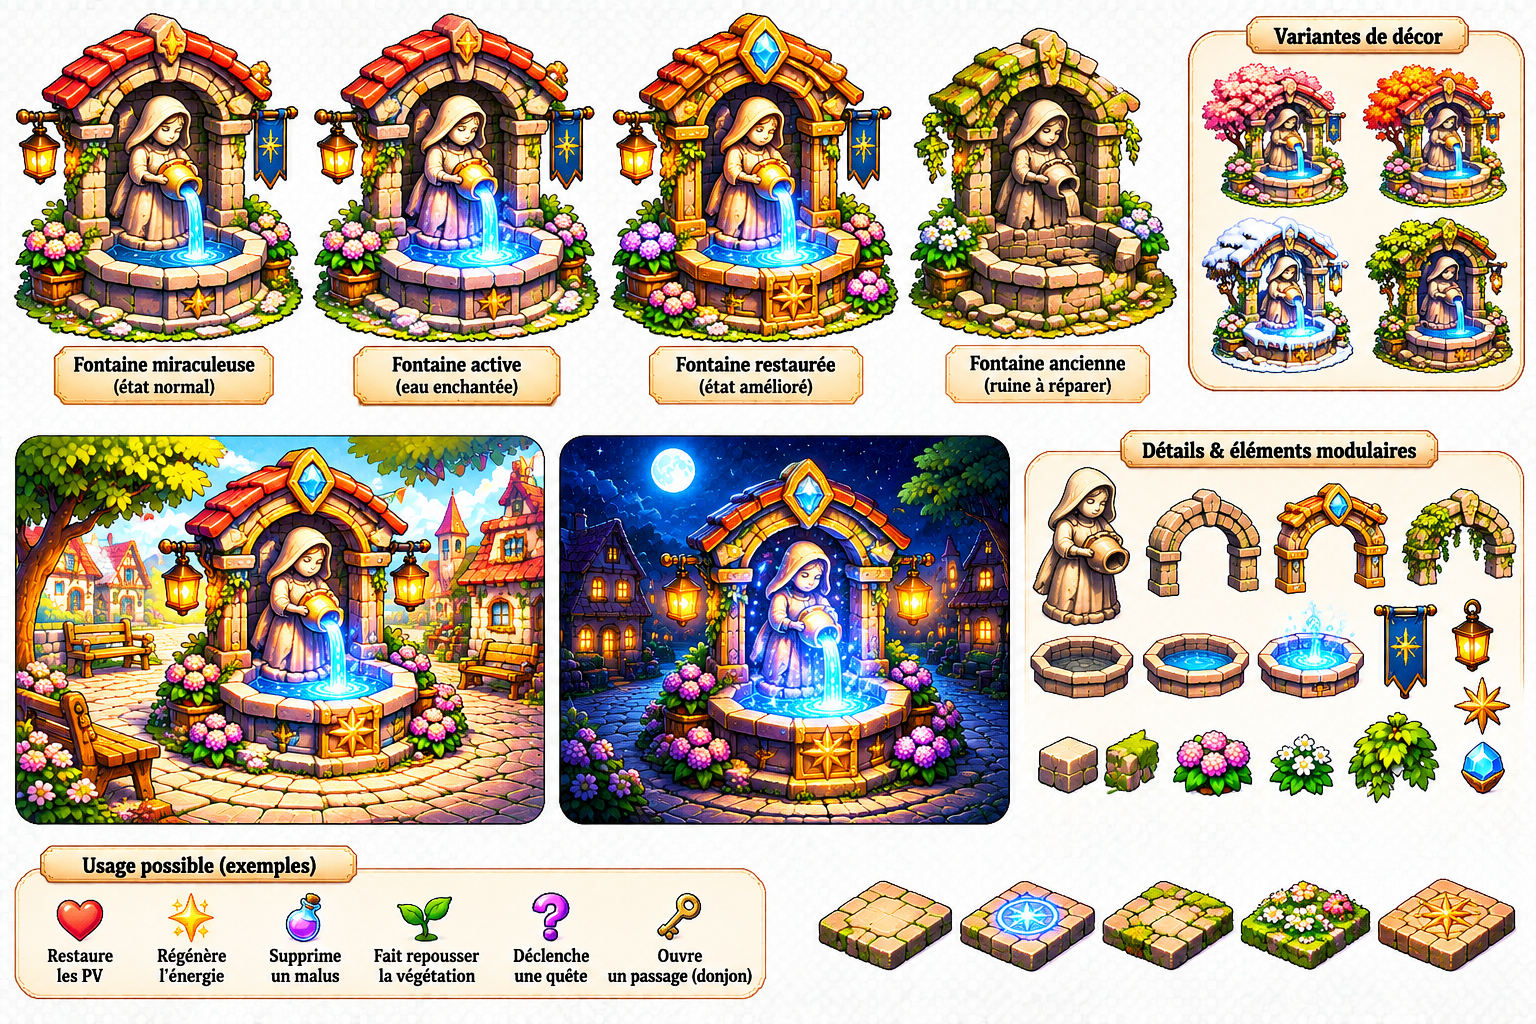 Variantes de décor
Fontaine miraculeuse
(état normal)
Fontaine active
(eau enchantée)
Fontaine restaurée
(état amélioré)
Fontaine ancienne
(ruine à réparer)
Détails & éléments modulaires
Usage possible (exemples)
Restaure
les PV
Régénère
l'énergie
Supprime
un malus
Fait repousser
la végétation
Déclenche
une quête
Ouvre
un passage (donjon)